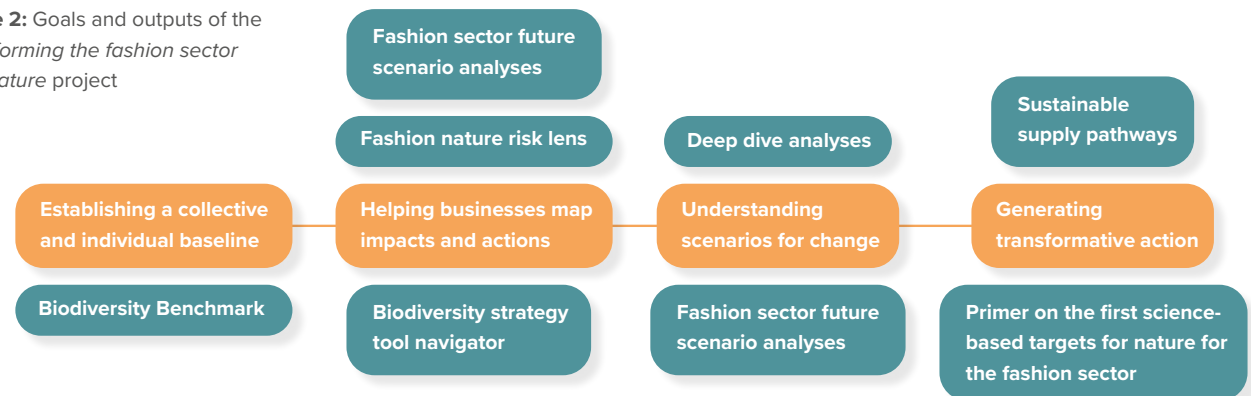 2: Goals and outputs of the
forming the fashion sector
ature project
Fashion sector future
scenario analyses
Fashion nature risk lens
Deep dive analyses
Sustainable
supply pathways
Establishing a collective
and individual baseline
Helping businesses map
impacts and actions
Understanding
scenarios for change
Generating
transformative action
Biodiversity Benchmark
Biodiversity strategy
tool navigator
Fashion sector future
scenario analyses
Primer on the first science-
based targets for nature for
the fashion sector